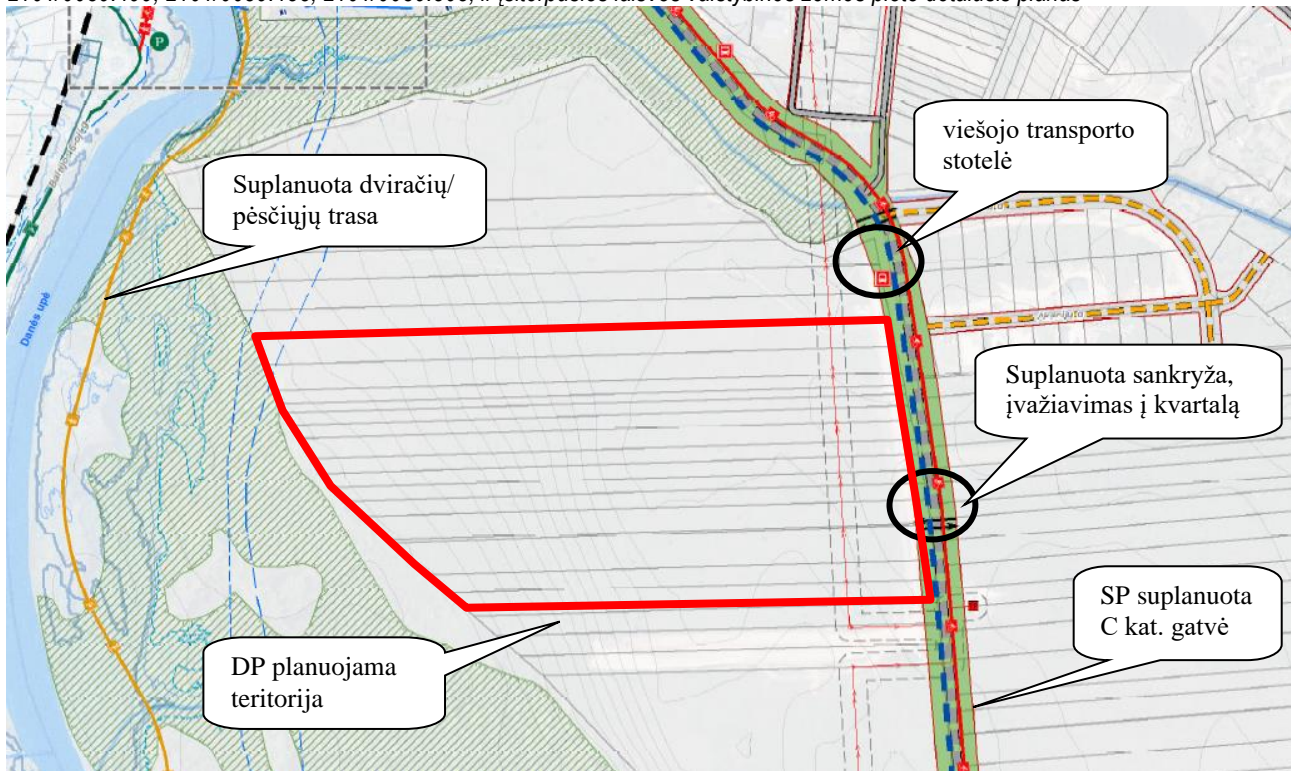 viešojo transporto
stotelė
Suplanuota dviračių/
pėsčiųjų trasa
P
Danės upė
Suplanuota sankryža,
įvažiavimas į kvartalą
SP suplanuota
C kat. gatvė
DP planuojama
teritorija